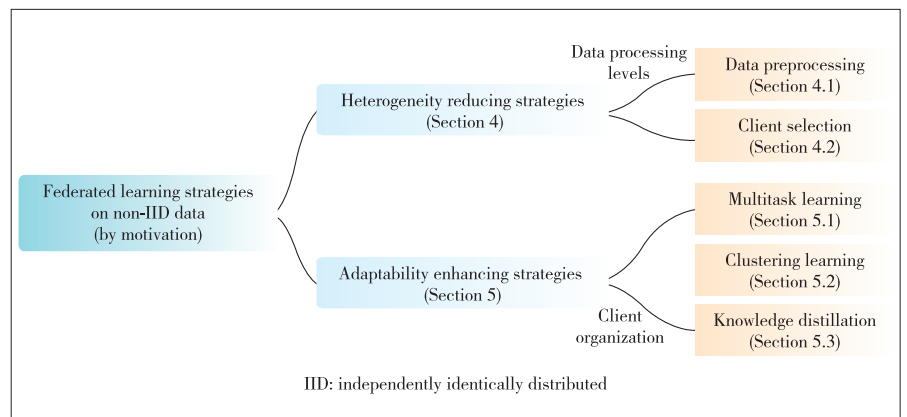 Data processing
levels
Data preprocessing
(Section 4.1)
Heterogeneity reducing strategies
(Section 4)
Client selection
(Section 4.2)
Federated learning strategies
on non-IID data
(by motivation)
Multitask learning
(Section 5.1)
Adaptability enhancing strategies
(Section 5)
Clustering learning
(Section 5.2)
Client
organization
Knowledge distillation
(Section 5.3)
IID: independently identically distributed